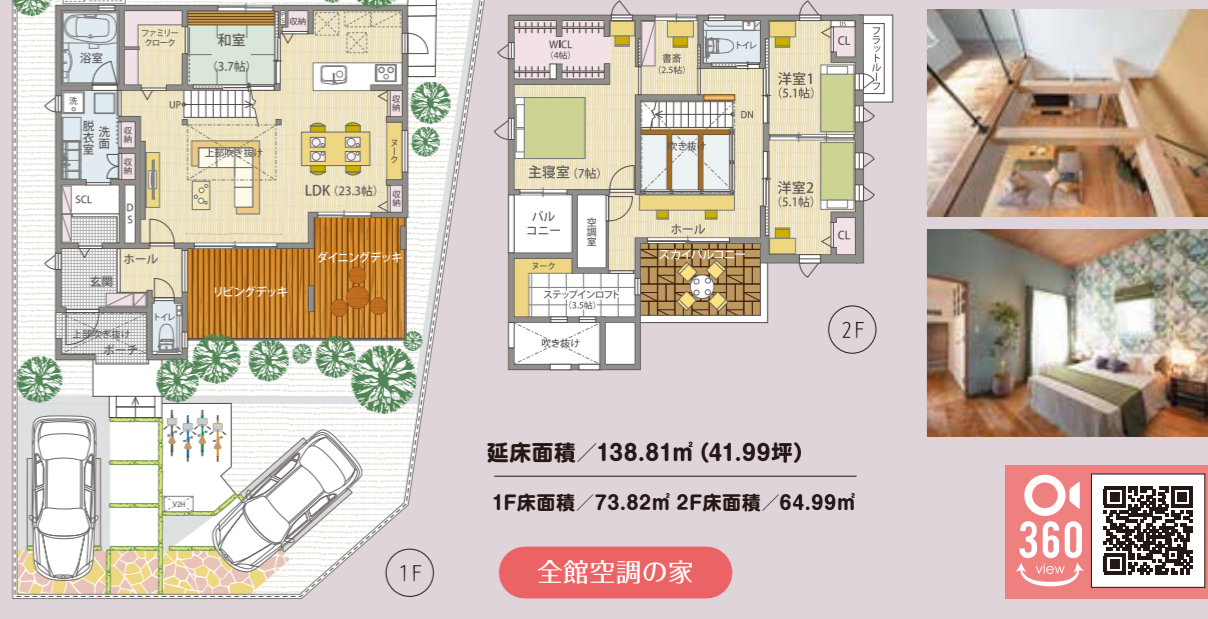 ファミリー
クローク
和室
(3.7帖)
収納
浴室
洗
洗面
脱衣室
収納
収納
UP
上部吹き抜け
収納
ヌーク
収納
LDK (23.3帖)
SCL
DS
ホール
玄関
リビングデッキ
ダイニングデッキ
トイレ
上部吹き抜け
ポーチ
V2H
1F
WICL
(4帖)
書斎
(2.5帖)
トイレ
DS
CL
フラットルーフ
洋室1
(5.1帖)
DN
吹き抜け
主寝室 (7帖)
洋室2
(5.1帖)
CL
バル
コニー
空調室
ホール
スカイバルコニー
ヌーク
ステップインロフト
(3.5帖)
吹き抜け
2F
延床面積/138.81㎡ (41.99坪)
1F床面積/73.82㎡ 2F床面積/64.99㎡
全館空調の家
360
view